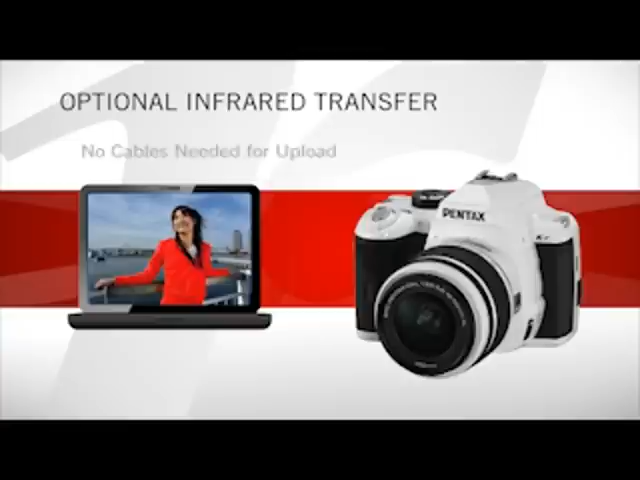 OPTIONAL INFRARED TRANSFER
No Cables Needed for Upload
PENTAX